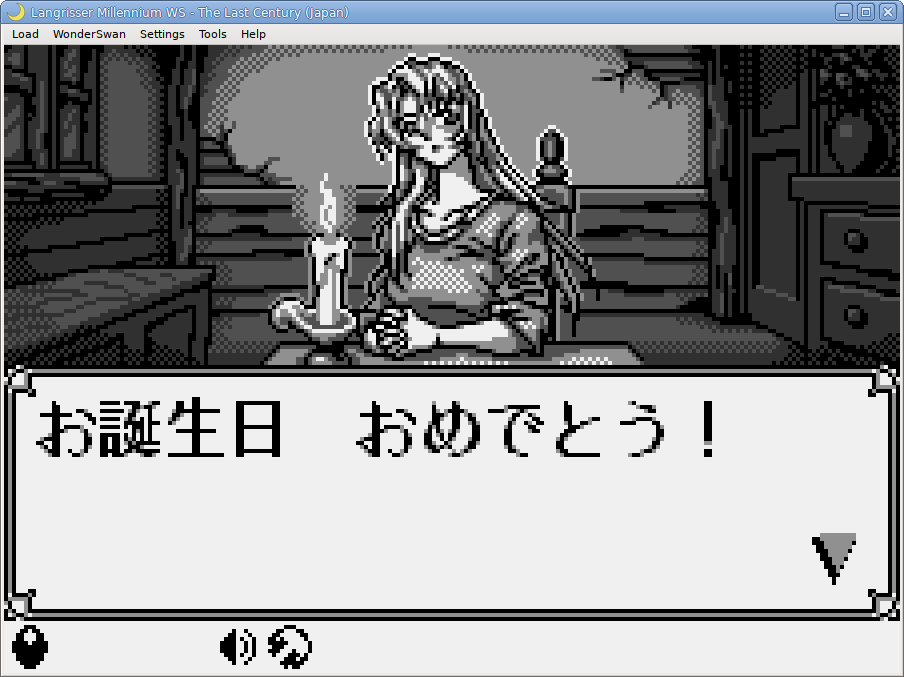 Langrisser Millennium WS - The Last Century (Japan)
Load WonderSwan Settings Tools Help
お誕生日　おめでとう！